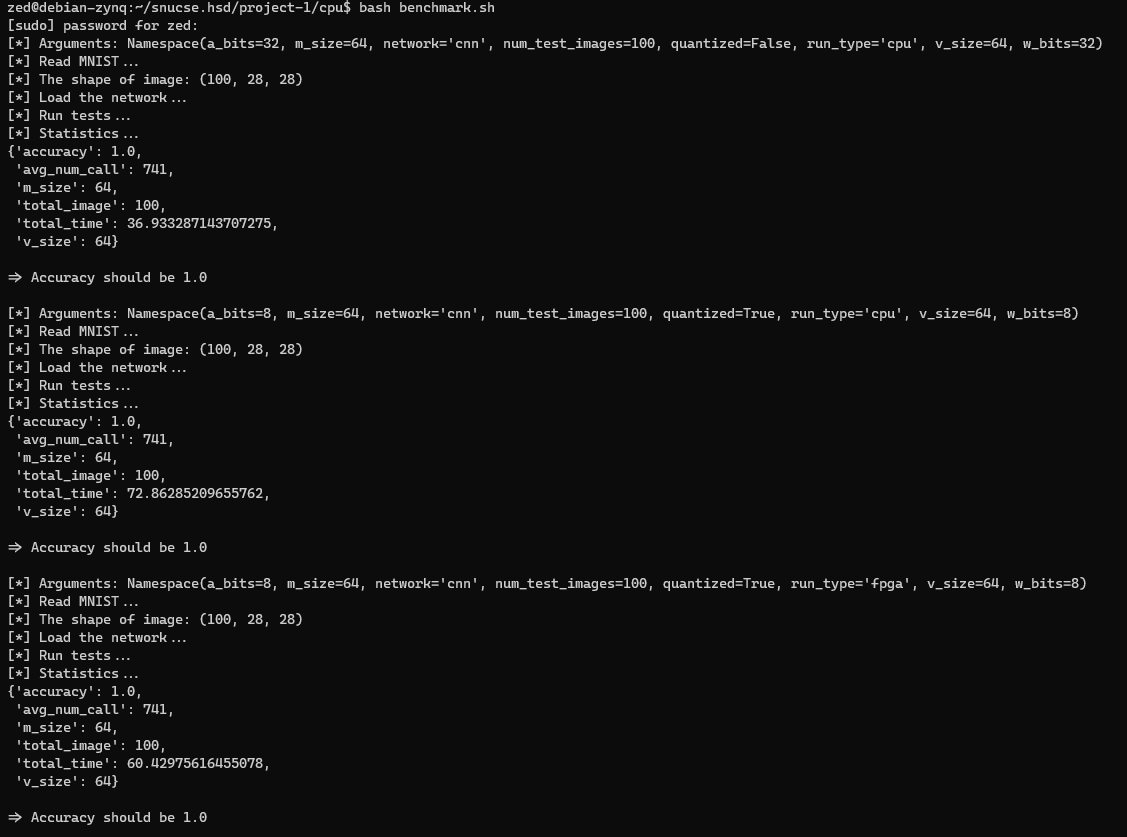 zed@debian-zynq:~/snucse.hsd/project-1/cpu$ bash benchmark.sh
[sudo] password for zed:
[*] Arguments: Namespace(a_bits=32, m_size=64, network='cnn', num_test_images=100, quantized=False, run_type='cpu', v_size=64, w_bits=32)
[*] Read MNIST...
[*] The shape of image: (100, 28, 28)
[*] Load the network...
[*] Run tests...
[*] Statistics...
{'accuracy': 1.0,
 'avg_num_call': 741,
 'm_size': 64,
 'total_image': 100,
 'total_time': 36.933287143707275,
 'v_size': 64}

=> Accuracy should be 1.0

[*] Arguments: Namespace(a_bits=8, m_size=64, network='cnn', num_test_images=100, quantized=True, run_type='cpu', v_size=64, w_bits=8)
[*] Read MNIST...
[*] The shape of image: (100, 28, 28)
[*] Load the network...
[*] Run tests...
[*] Statistics...
{'accuracy': 1.0,
 'avg_num_call': 741,
 'm_size': 64,
 'total_image': 100,
 'total_time': 72.86285209655762,
 'v_size': 64}

=> Accuracy should be 1.0

[*] Arguments: Namespace(a_bits=8, m_size=64, network='cnn', num_test_images=100, quantized=True, run_type='fpga', v_size=64, w_bits=8)
[*] Read MNIST...
[*] The shape of image: (100, 28, 28)
[*] Load the network...
[*] Run tests...
[*] Statistics...
{'accuracy': 1.0,
 'avg_num_call': 741,
 'm_size': 64,
 'total_image': 100,
 'total_time': 60.42975616455078,
 'v_size': 64}

=> Accuracy should be 1.0